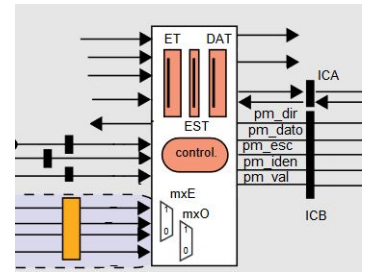 ET DAT
ICA
pm_dir
EST
pm_dato
control.
pm_esc
pm_iden
mxE
pm_val
mxO
ICB
1
0
1
0